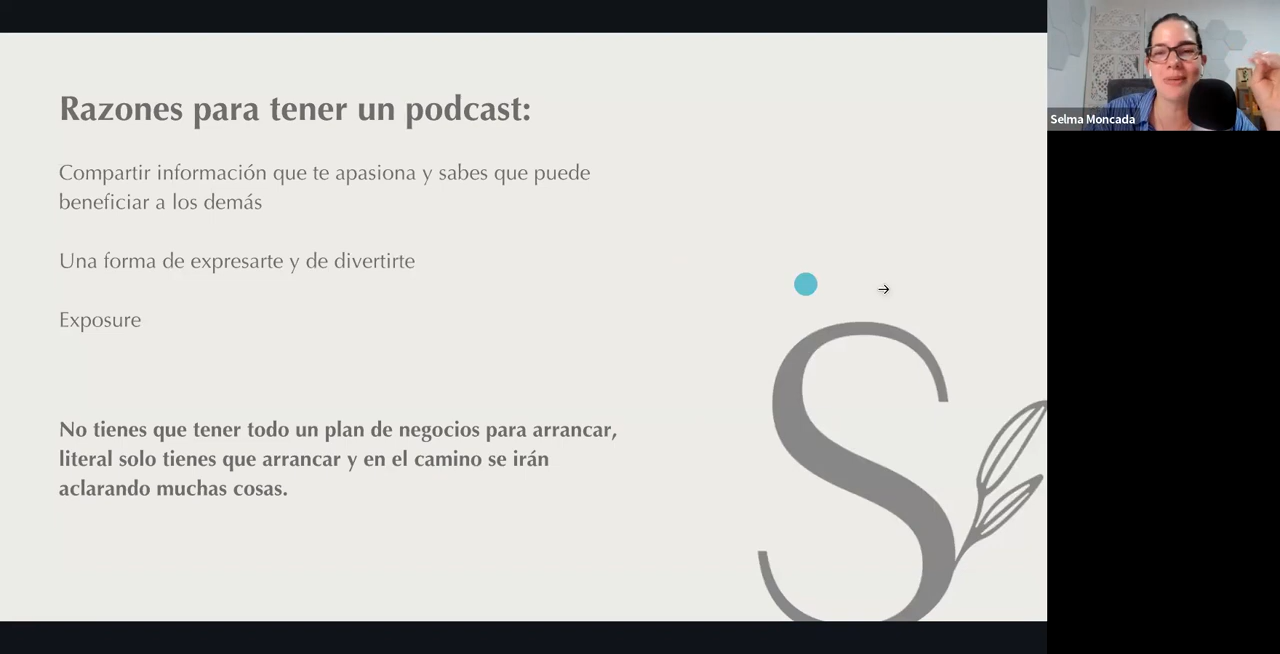 Razones para tener un podcast:
Compartir información que te apasiona y sabes que puede
beneficiar a los demás
Una forma de expresarte y de divertirte
Exposure
No tienes que tener todo un plan de negocios para arrancar,
literal solo tienes que arrancar y en el camino se irán
aclarando muchas cosas.
S
Selma Moncada